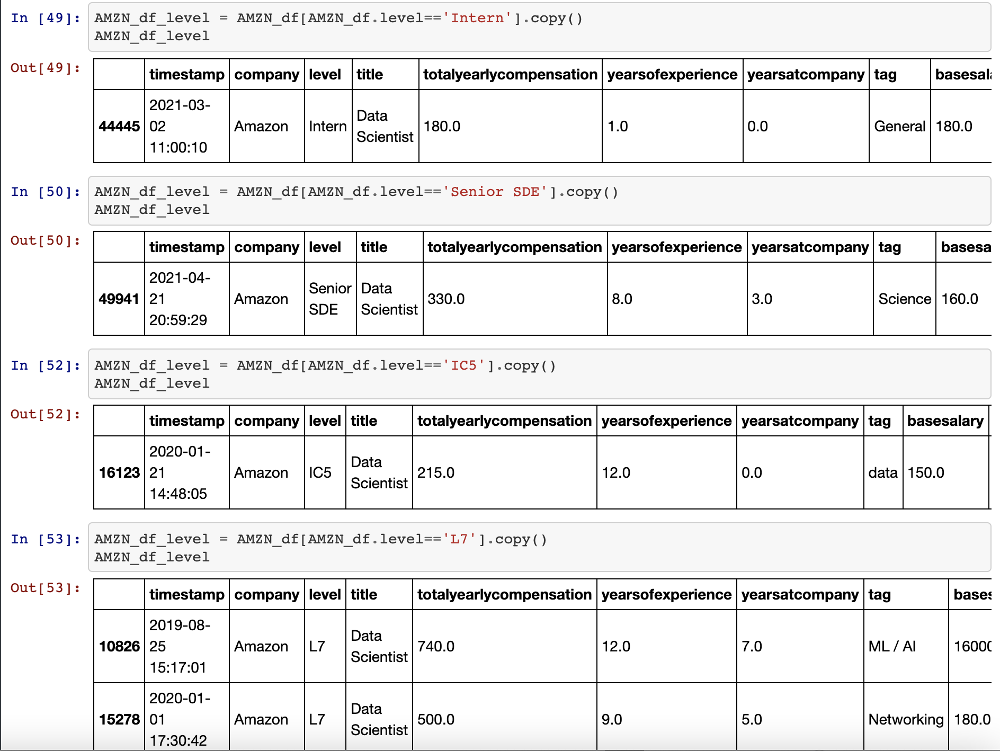 In [49]: AMZN_df_level = AMZN_df[AMZN_df.level=='Intern'].copy()
AMZN_df_level
Out[49]:
timestamp company level title totalyearlycompensation yearsofexperience yearsatcompany tag basesala
44445 2021-03-02 11:00:10 Amazon Intern Data Scientist 180.0 1.0 0.0 General 180.0
In [50]: AMZN_df_level = AMZN_df[AMZN_df.level=='Senior SDE'].copy()
AMZN_df_level
Out[50]:
timestamp company level title totalyearlycompensation yearsofexperience yearsatcompany tag basesa
49941 2021-04-21 20:59:29 Amazon Senior SDE Data Scientist 330.0 8.0 3.0 Science 160.0
In [52]: AMZN_df_level = AMZN_df[AMZN_df.level=='IC5'].copy()
AMZN_df_level
Out[52]:
timestamp company level title totalyearlycompensation yearsofexperience yearsatcompany tag basesalary
16123 2020-01-21 14:48:05 Amazon IC5 Data Scientist 215.0 12.0 0.0 data 150.0
In [53]: AMZN_df_level = AMZN_df[AMZN_df.level=='L7'].copy()
AMZN_df_level
Out[53]:
timestamp company level title totalyearlycompensation yearsofexperience yearsatcompany tag bases
10826 2019-08-25 15:17:01 Amazon L7 Data Scientist 740.0 12.0 7.0 ML / AI 16000
15278 2020-01-01 17:30:42 Amazon L7 Data Scientist 500.0 9.0 5.0 Networking 180.0